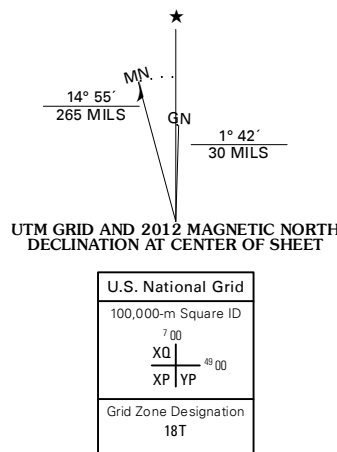 ★
MN
14° 55´
265 MILS
GN
1° 42´
30 MILS
UTM GRID AND 2012 MAGNETIC NORTH
DECLINATION AT CENTER OF SHEET
U.S. National Grid
100,000-m Square ID
7 00
XQ
49 00
XP YP
Grid Zone Designation
18T